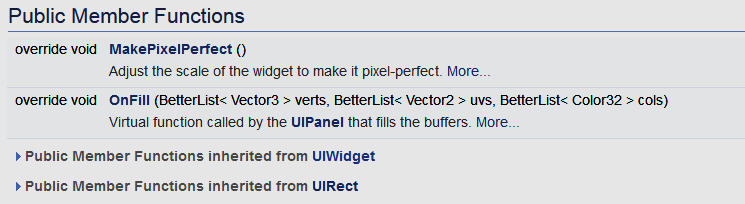 Public Member Functions
override void MakePixelPerfect ()
Adjust the scale of the widget to make it pixel-perfect. More...
override void OnFill (BetterList< Vector3 > verts, BetterList< Vector2 > uvs, BetterList< Color32 > cols)
Virtual function called by the UIPanel that fills the buffers. More...
Public Member Functions inherited from UIWidget
Public Member Functions inherited from UIRect